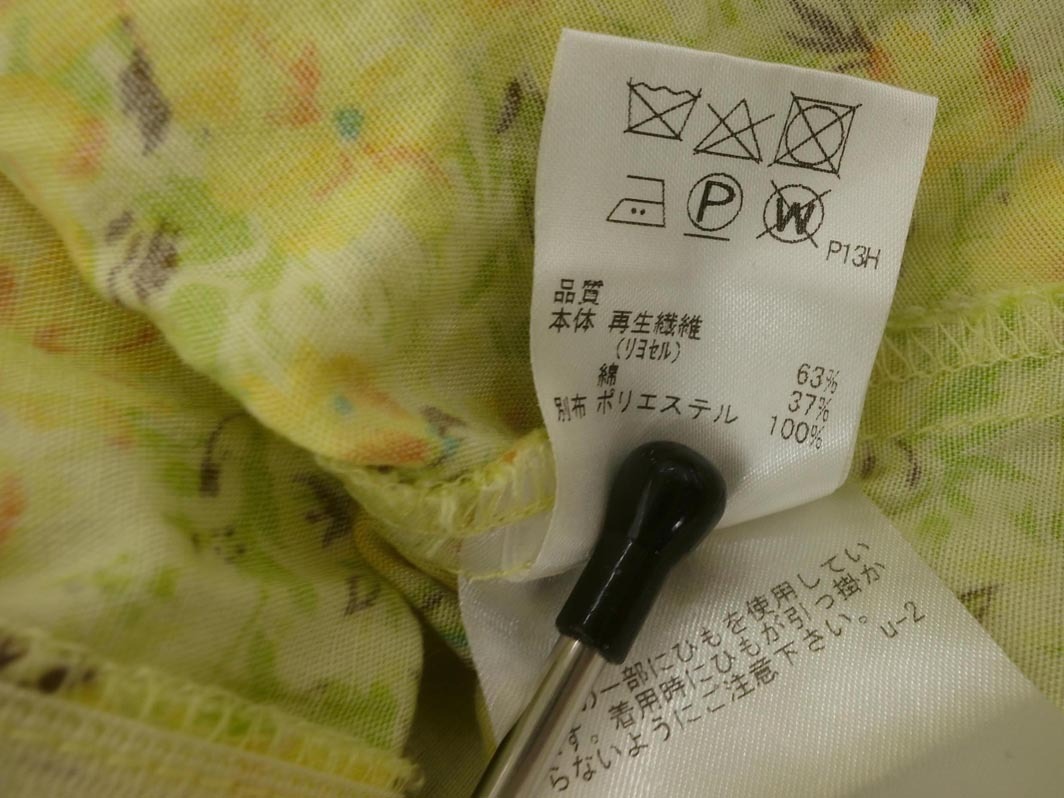 P
W
P13H
品質
本体 再生繊維
(リヨセル) 63%
綿 37%
別布 ポリエステル 100%
一部にひもを使用してい
す。着用時にひもが引っ掛か
らないようにご注意下さい。
u-2